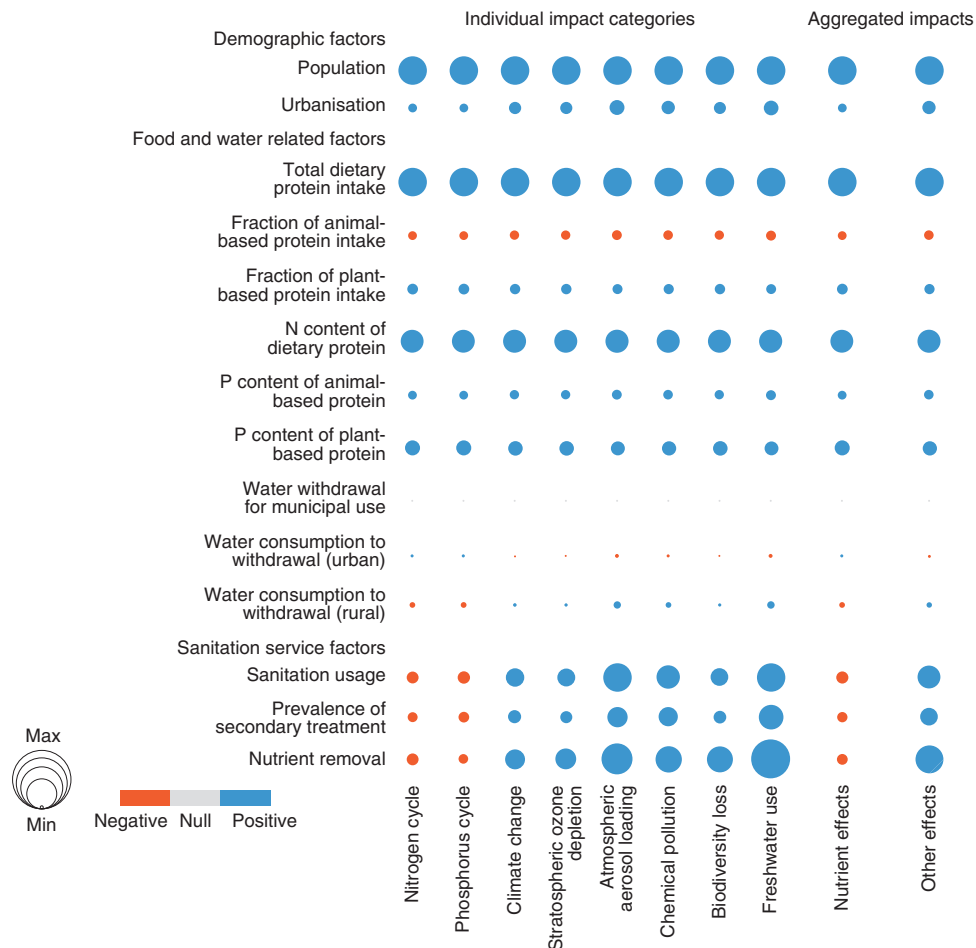 Individual impact categories
Aggregated impacts
Demographic factors
Population
Urbanisation
Food and water related factors
Total dietary
protein intake
Fraction of animal-
based protein intake
Fraction of plant-
based protein intake
N content of
dietary protein
P content of animal-
based protein
P content of plant-
based protein
Water withdrawal
for municipal use
Water consumption to
withdrawal (urban)
Water consumption to
withdrawal (rural)
Sanitation service factors
Sanitation usage
Prevalence of
secondary treatment
Nutrient removal
Max
Min
Negative
Null
Positive
Nitrogen cycle
Phosphorus cycle
Climate change
Stratospheric ozone
depletion
Atmospheric
aerosol loading
Chemical pollution
Biodiversity loss
Freshwater use
Nutrient effects
Other effects